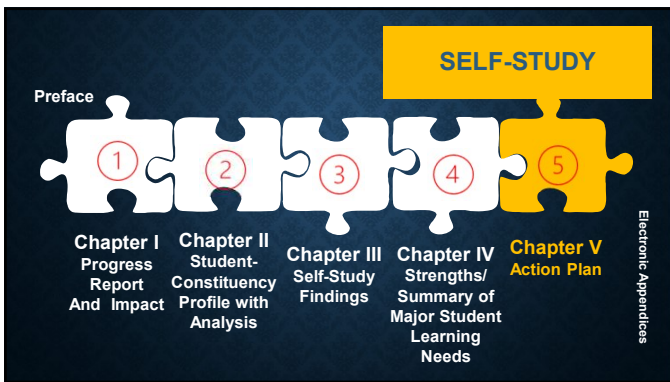 SELF-STUDY
Preface
1
2
3
4
5
Chapter I
Progress
Report
And Impact
Chapter II
Student-
Constituency
Profile with
Analysis
Chapter III
Self-Study
Findings
Chapter IV
Strengths/
Summary of
Major Student
Learning
Needs
Chapter V
Action Plan
Electronic Appendices